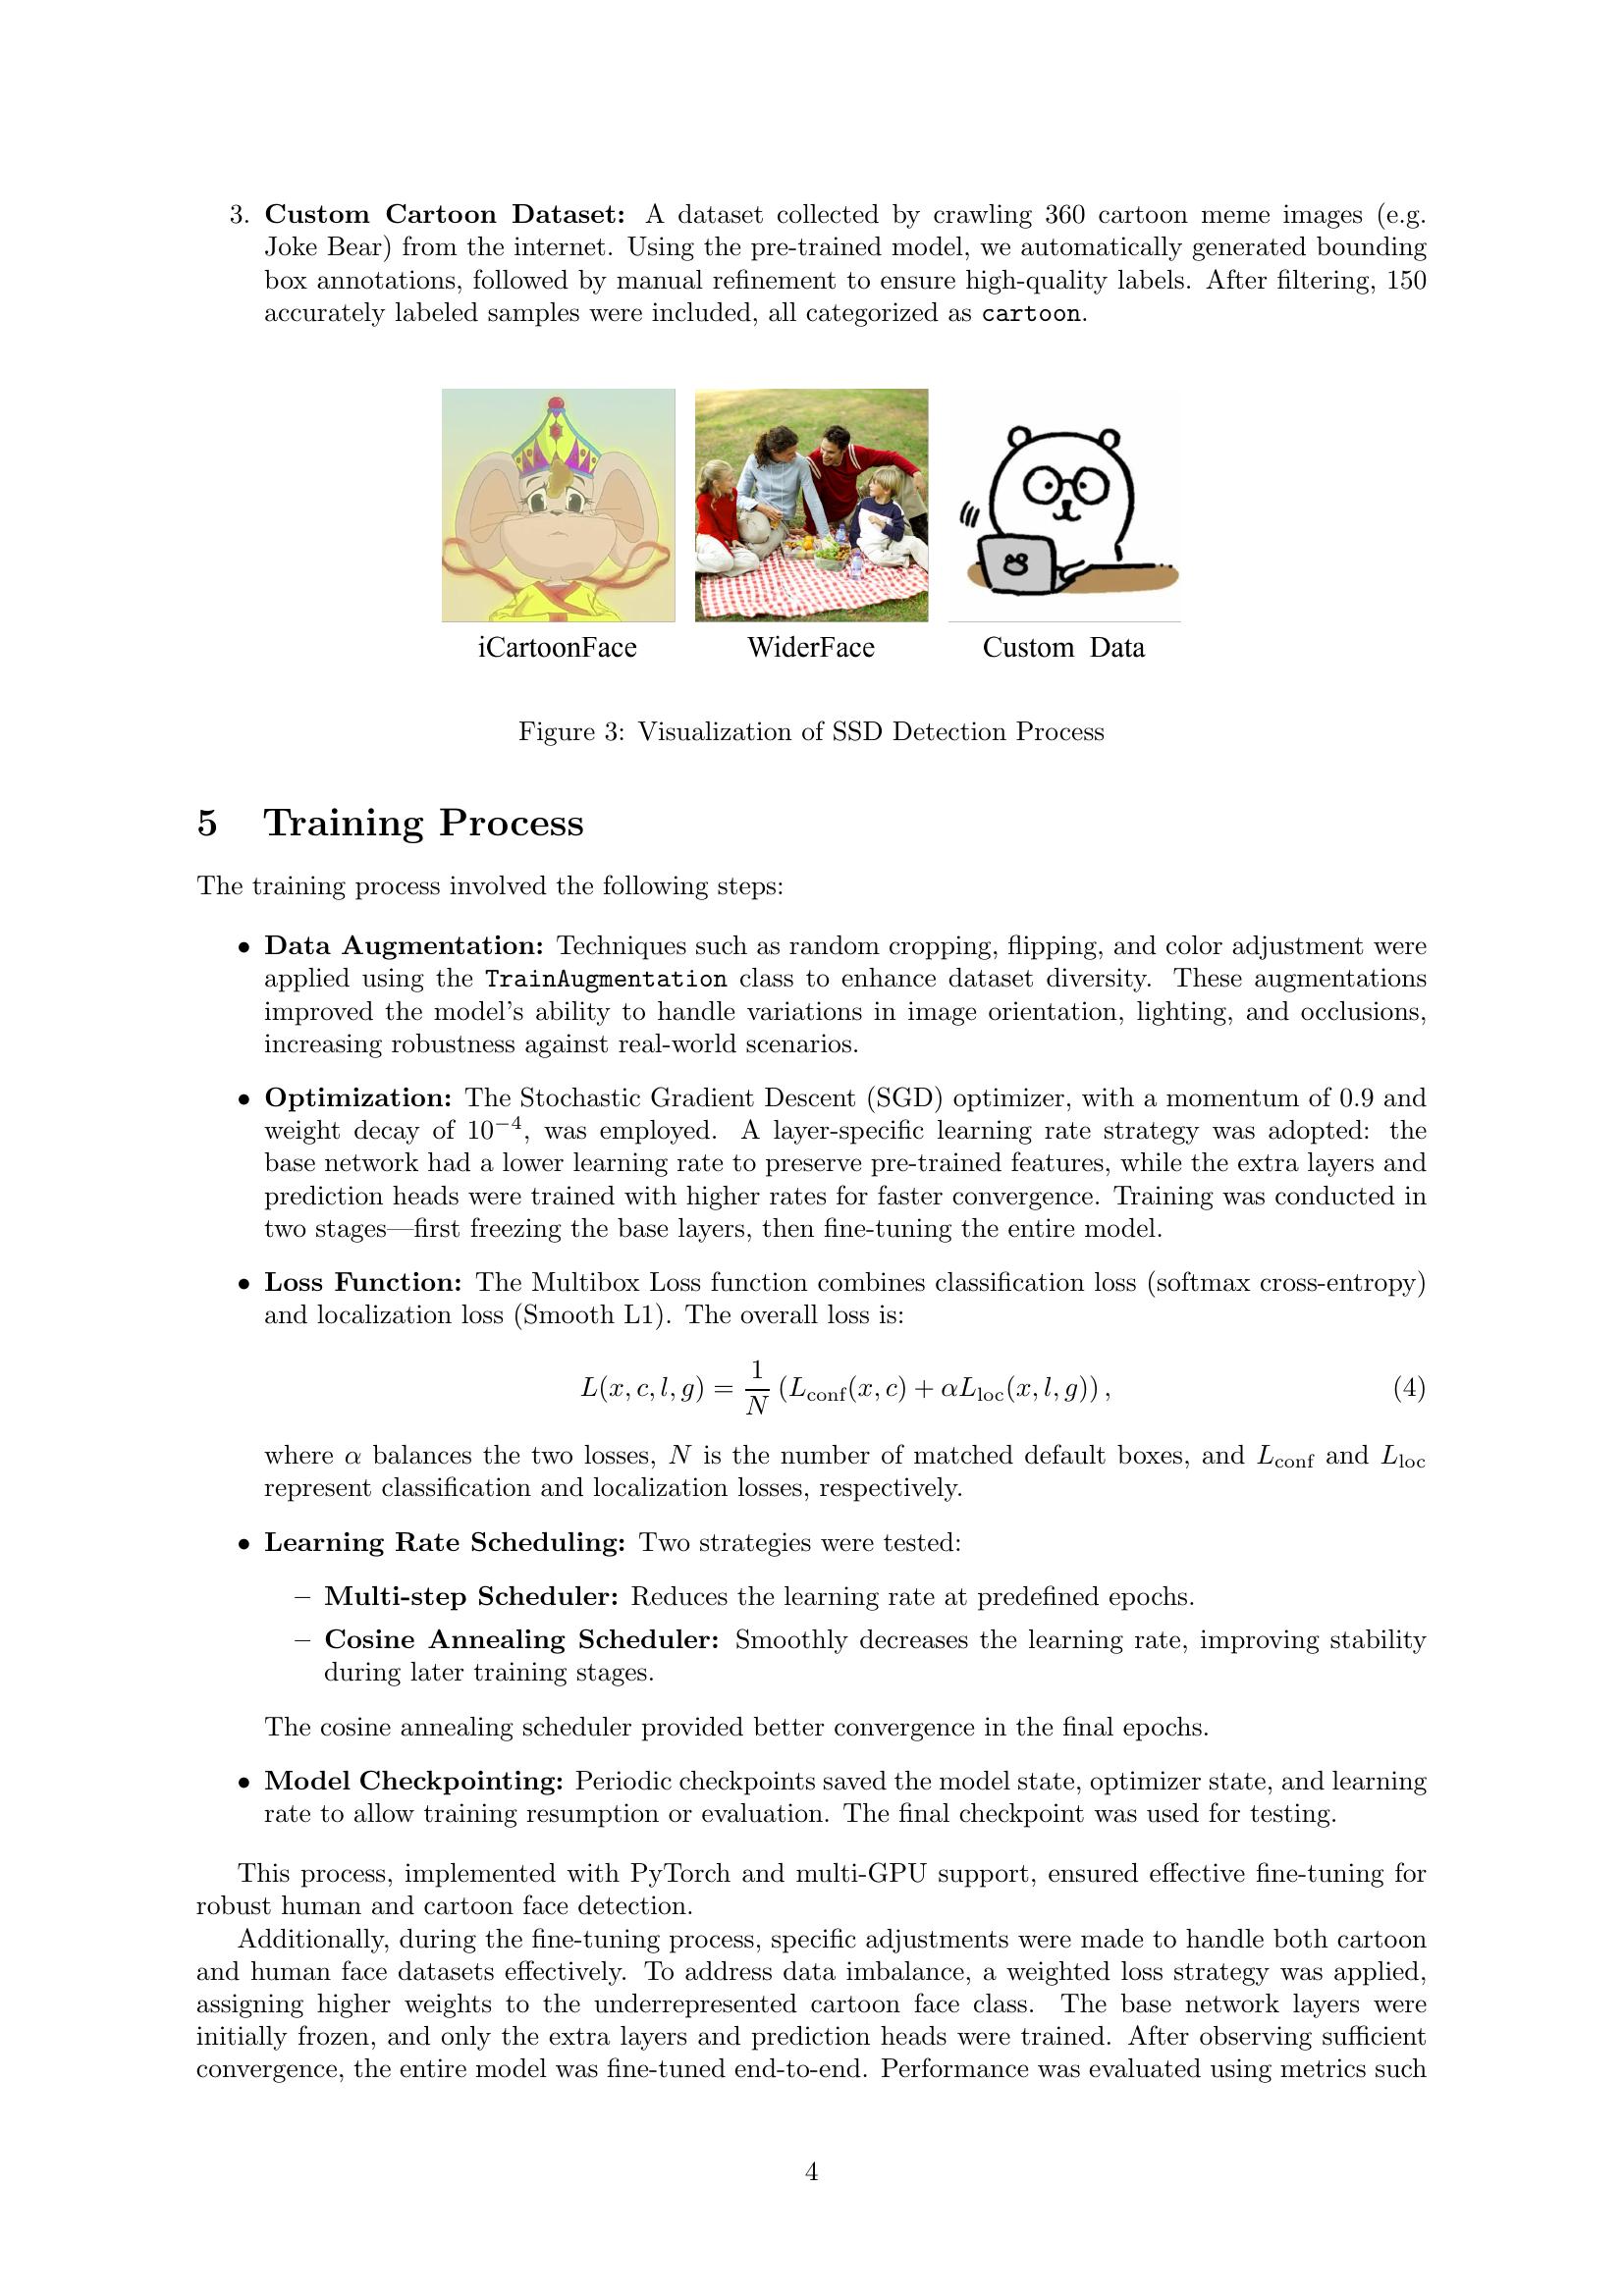 3. Custom Cartoon Dataset: A dataset collected by crawling 360 cartoon meme images (e.g.
Joke Bear) from the internet. Using the pre-trained model, we automatically generated bounding
box annotations, followed by manual refinement to ensure high-quality labels. After filtering, 150
accurately labeled samples were included, all categorized as cartoon.
iCartoonFace WiderFace Custom Data
Figure 3: Visualization of SSD Detection Process
5 Training Process
The training process involved the following steps:
• Data Augmentation: Techniques such as random cropping, flipping, and color adjustment were
applied using the TrainAugmentation class to enhance dataset diversity. These augmentations
improved the model's ability to handle variations in image orientation, lighting, and occlusions,
increasing robustness against real-world scenarios.
• Optimization: The Stochastic Gradient Descent (SGD) optimizer, with a momentum of 0.9 and
weight decay of 10⁻⁴, was employed. A layer-specific learning rate strategy was adopted: the
base network had a lower learning rate to preserve pre-trained features, while the extra layers and
prediction heads were trained with higher rates for faster convergence. Training was conducted in
two stages—first freezing the base layers, then fine-tuning the entire model.
• Loss Function: The Multibox Loss function combines classification loss (softmax cross-entropy)
and localization loss (Smooth L1). The overall loss is:
L(x, c, l, g) = 1/N (L_conf(x, c) + αL_loc(x, l, g)), (4)
where α balances the two losses, N is the number of matched default boxes, and L_conf and L_loc
represent classification and localization losses, respectively.
• Learning Rate Scheduling: Two strategies were tested:
– Multi-step Scheduler: Reduces the learning rate at predefined epochs.
– Cosine Annealing Scheduler: Smoothly decreases the learning rate, improving stability
during later training stages.
The cosine annealing scheduler provided better convergence in the final epochs.
• Model Checkpointing: Periodic checkpoints saved the model state, optimizer state, and learning
rate to allow training resumption or evaluation. The final checkpoint was used for testing.
This process, implemented with PyTorch and multi-GPU support, ensured effective fine-tuning for
robust human and cartoon face detection.
Additionally, during the fine-tuning process, specific adjustments were made to handle both cartoon
and human face datasets effectively. To address data imbalance, a weighted loss strategy was applied,
assigning higher weights to the underrepresented cartoon face class. The base network layers were
initially frozen, and only the extra layers and prediction heads were trained. After observing sufficient
convergence, the entire model was fine-tuned end-to-end. Performance was evaluated using metrics such
4